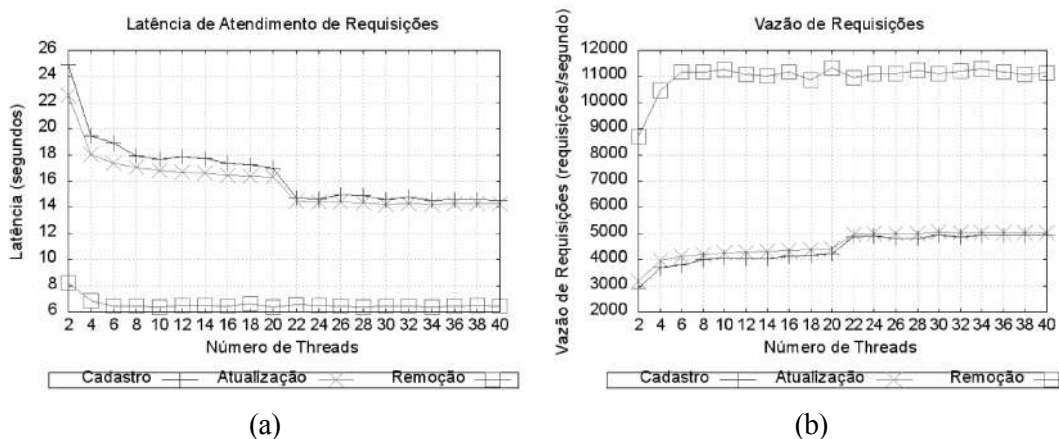 Latência de Atendimento de Requisições
26
24
22
20
18
16
14
12
10
8
6
Latência (segundos)
2 4 6 8 10 12 14 16 18 20 22 24 26 28 30 32 34 36 38 40
Número de Threads
Cadastro Atualização Remoção
(a)
Vazão de Requisições
12000
11000
10000
9000
8000
7000
6000
5000
4000
3000
2000
Vazão de Requisições (requisições/segundo)
2 4 6 8 10 12 14 16 18 20 22 24 26 28 30 32 34 36 38 40
Número de Threads
Cadastro Atualização Remoção
(b)